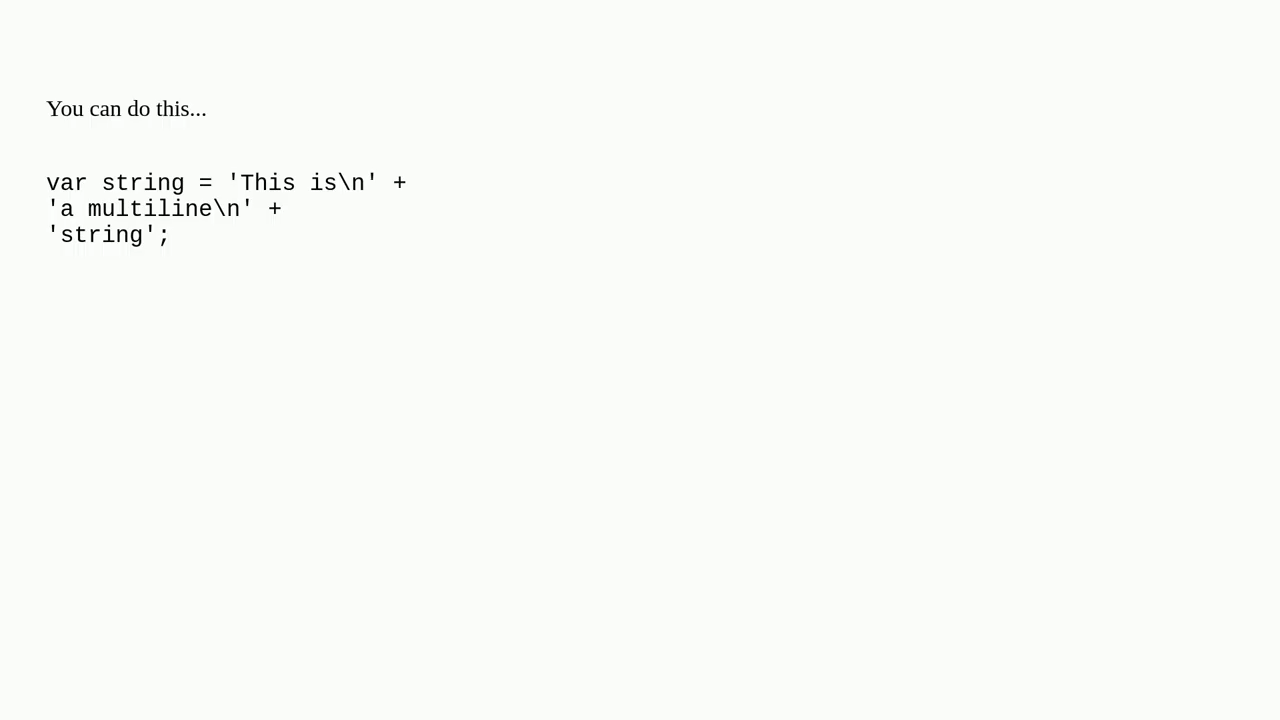 You can do this...
var string = 'This is\n' +
'a multiline\n' +
'string';